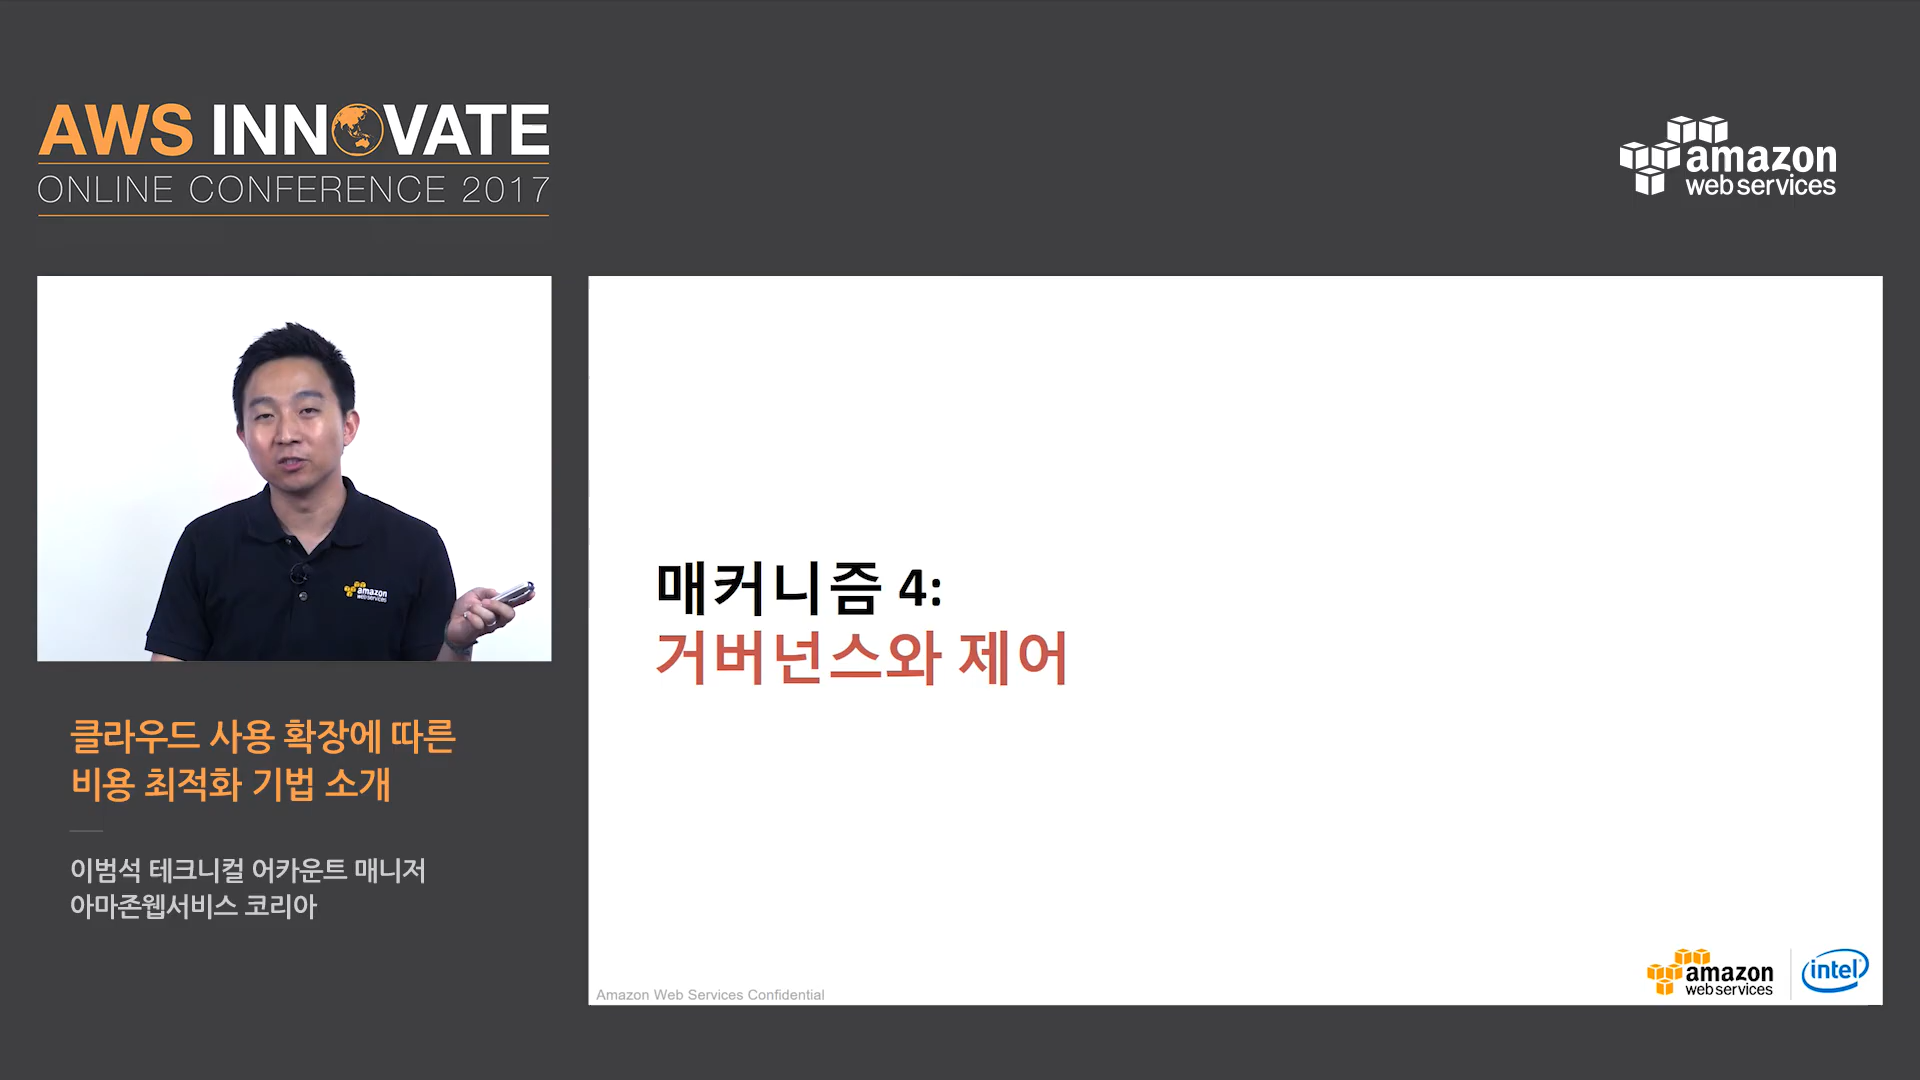 AWS INNOVATE
ONLINE CONFERENCE 2017
amazon
web services
amazon
web services
클라우드 사용 확장에 따른
비용 최적화 기법 소개
이범석 테크니컬 어카운트 매니저
아마존웹서비스 코리아
매커니즘 4:
거버넌스와 제어
Amazon Web Services Confidential
amazon
web services
intel